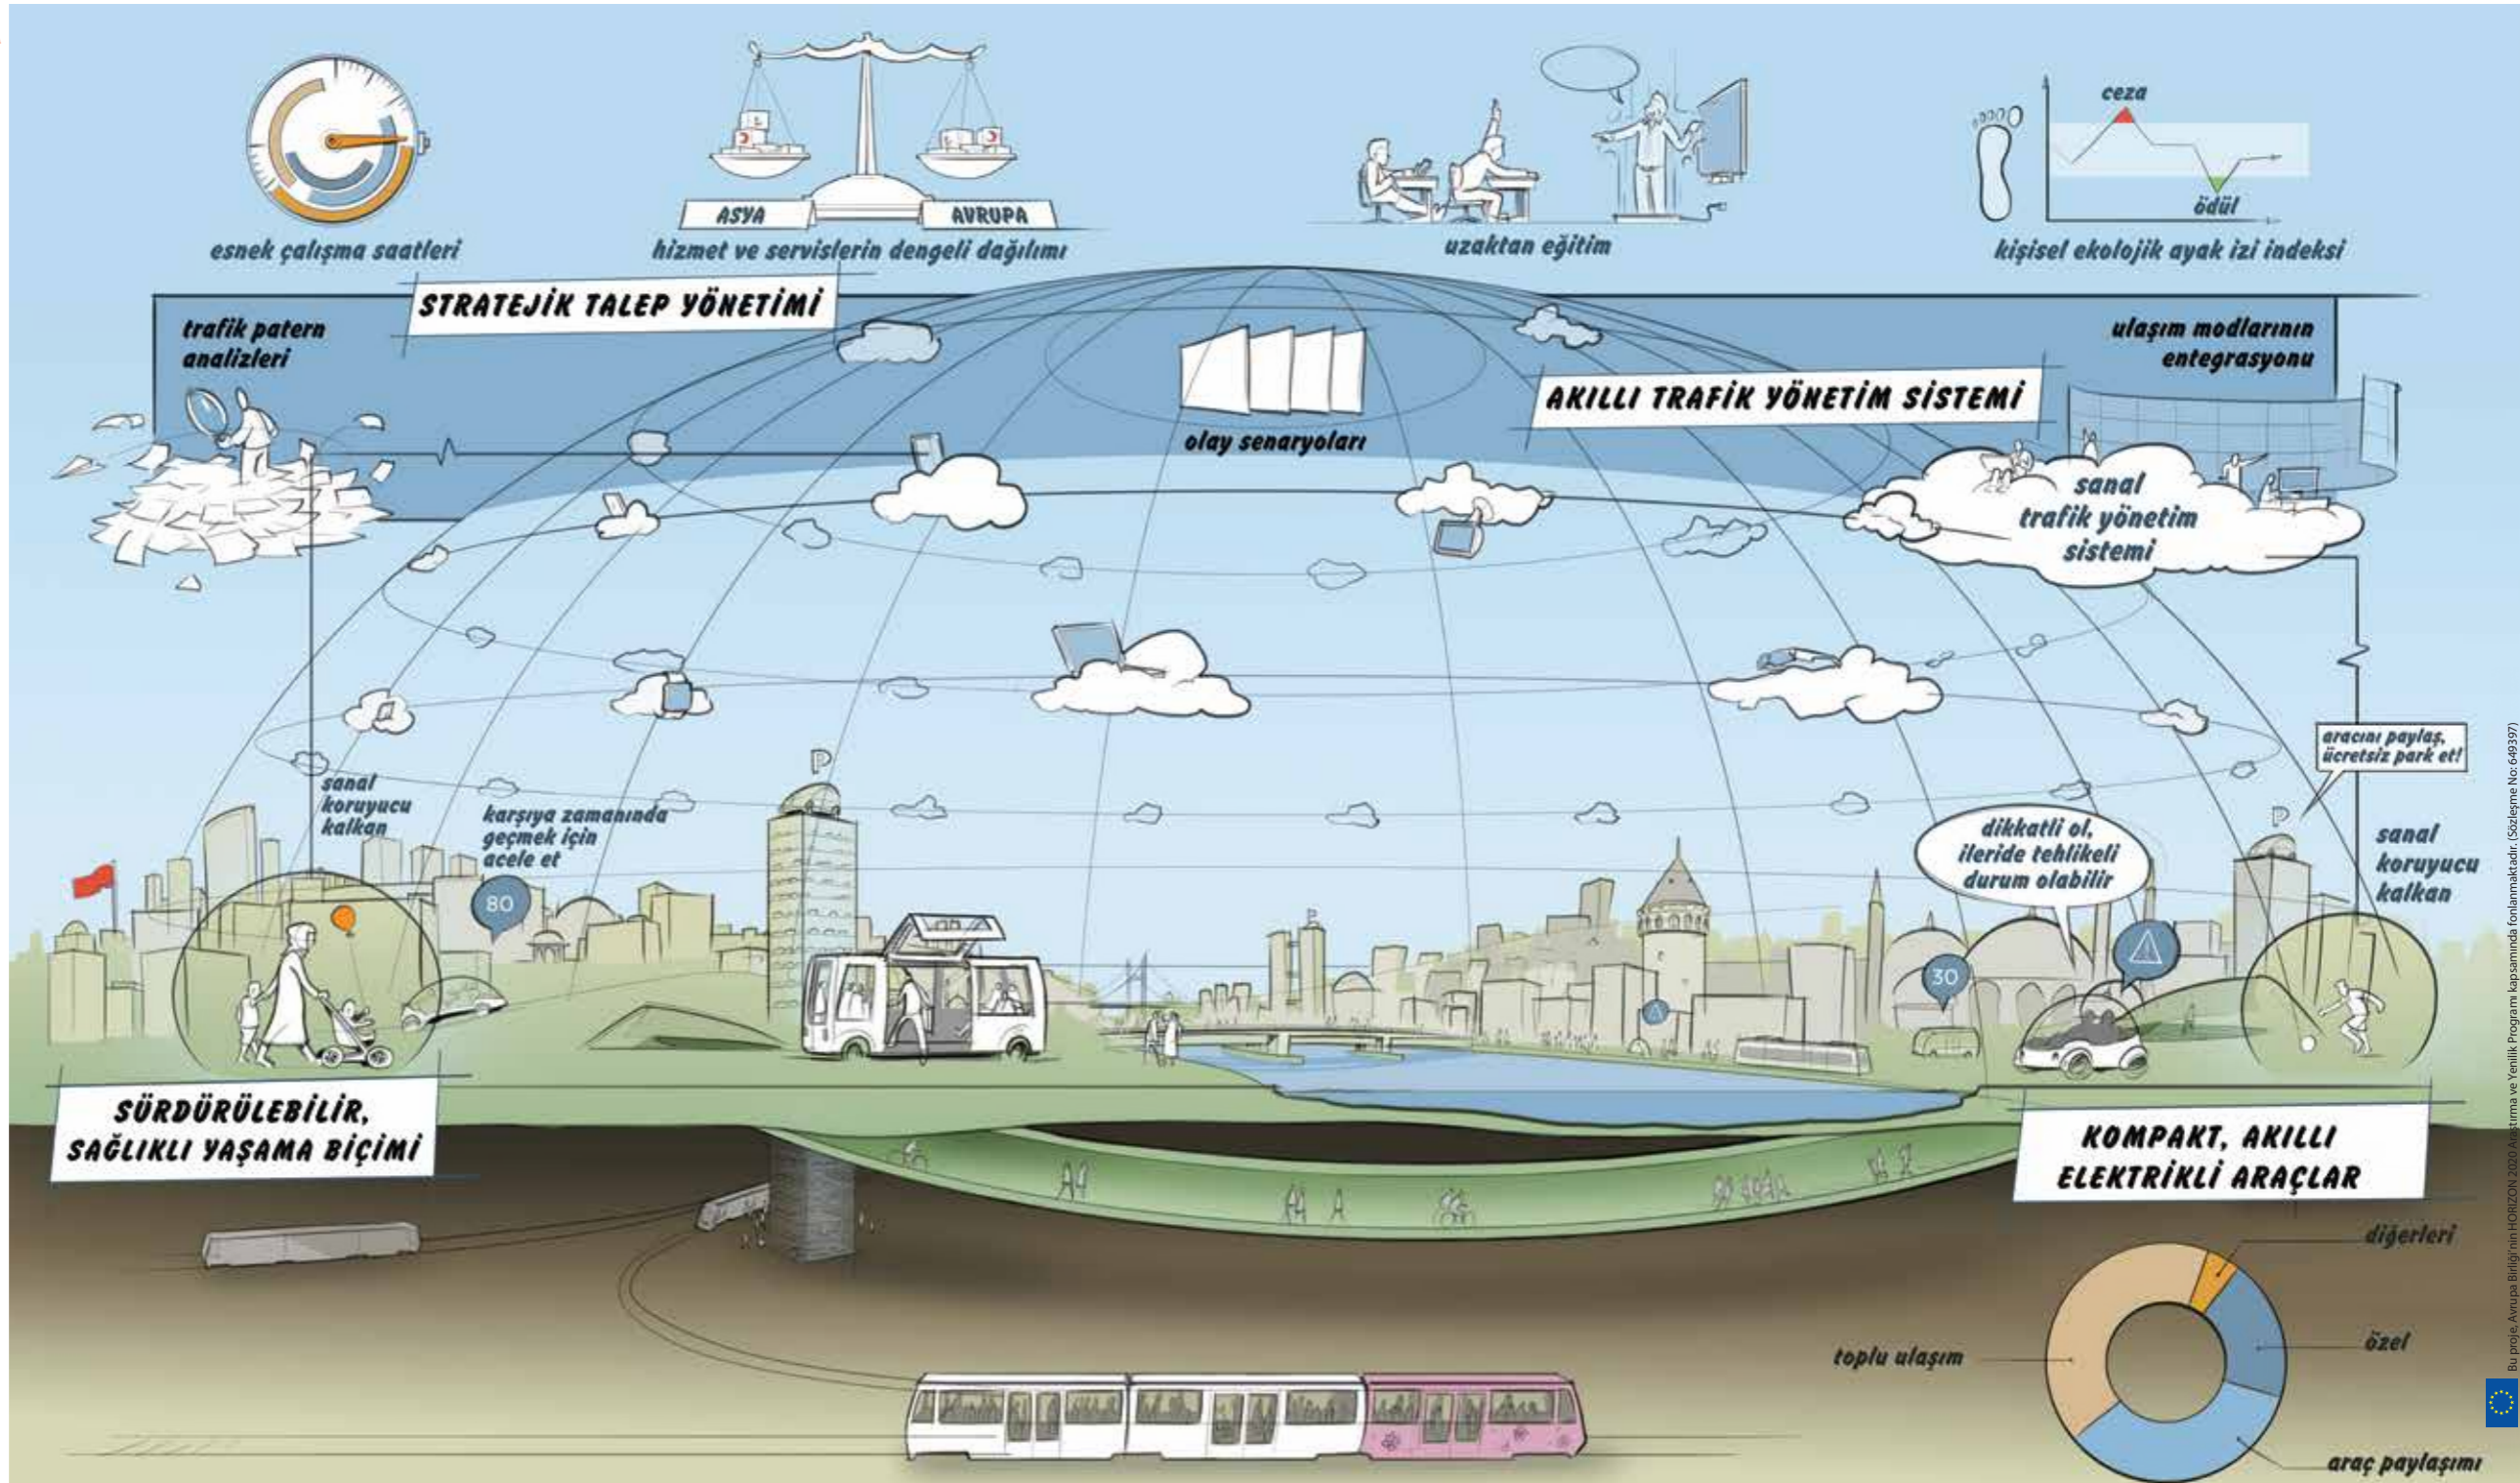 ceza
ödül
ASYA
AVRUPA
esnek çalışma saatleri
hizmet ve servislerin dengeli dağılımı
uzaktan eğitim
kişisel ekolojik ayak izi indeksi
STRATEJİK TALEP YÖNETİMİ
trafik patern
analizleri
olay senaryoları
AKILLI TRAFİK YÖNETİM SİSTEMİ
ulaşım modlarının
entegrasyonu
sanal
trafik yönetim
sistemi
sanal
koruyucu
kalkan
karşıya zamanında
geçmek için
acele et
80
P
aracını paylaş,
ücretsiz park et!
P
dikkatli ol,
ileride tehlikeli
durum olabilir
30
sanal
koruyucu
kalkan
SÜRDÜRÜLEBİLİR,
SAĞLIKLI YAŞAMA BİÇİMİ
KOMPAKT, AKILLI
ELEKTRİKLİ ARAÇLAR
diğerleri
özel
toplu ulaşım
araç paylaşımı
Bu proje, Avrupa Birliği'nin HORIZON 2020 Araştırma ve Yenilik Programı kapsamında fonlanmaktadır. (Sözleşme No: 649397)